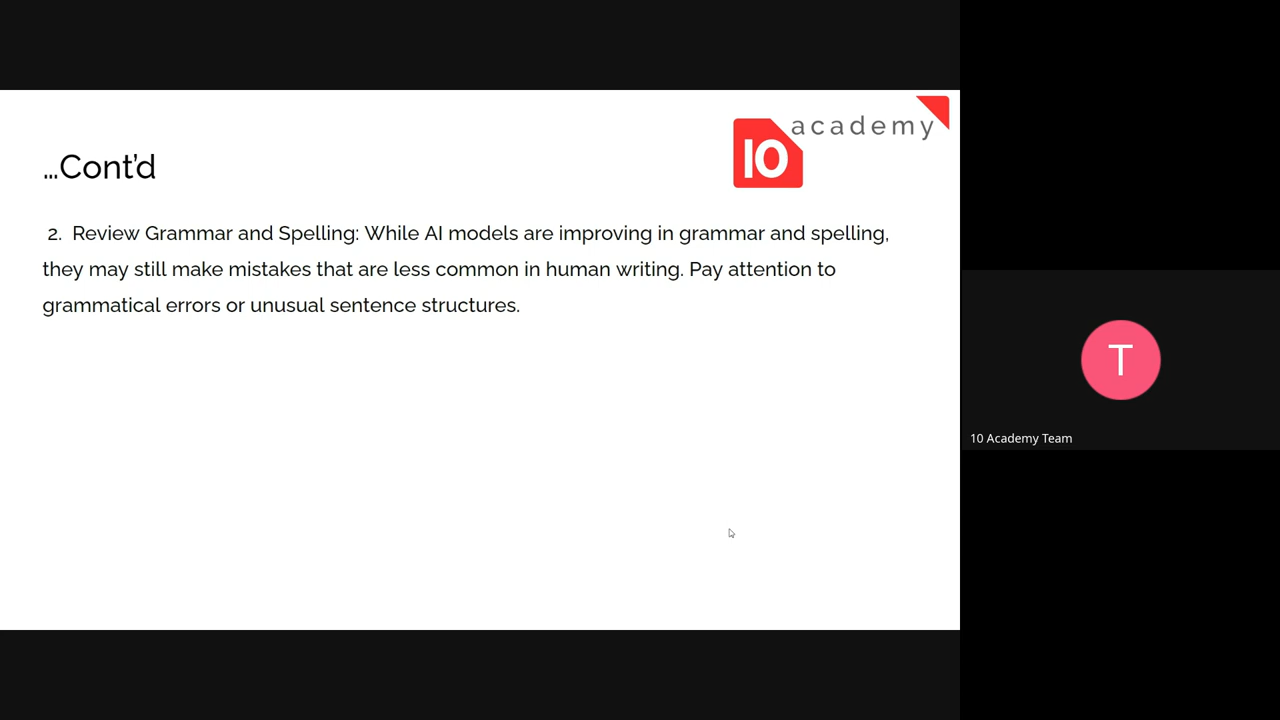 academy
10
…Cont’d
2. Review Grammar and Spelling: While AI models are improving in grammar and spelling,
they may still make mistakes that are less common in human writing. Pay attention to
grammatical errors or unusual sentence structures.
T
10 Academy Team